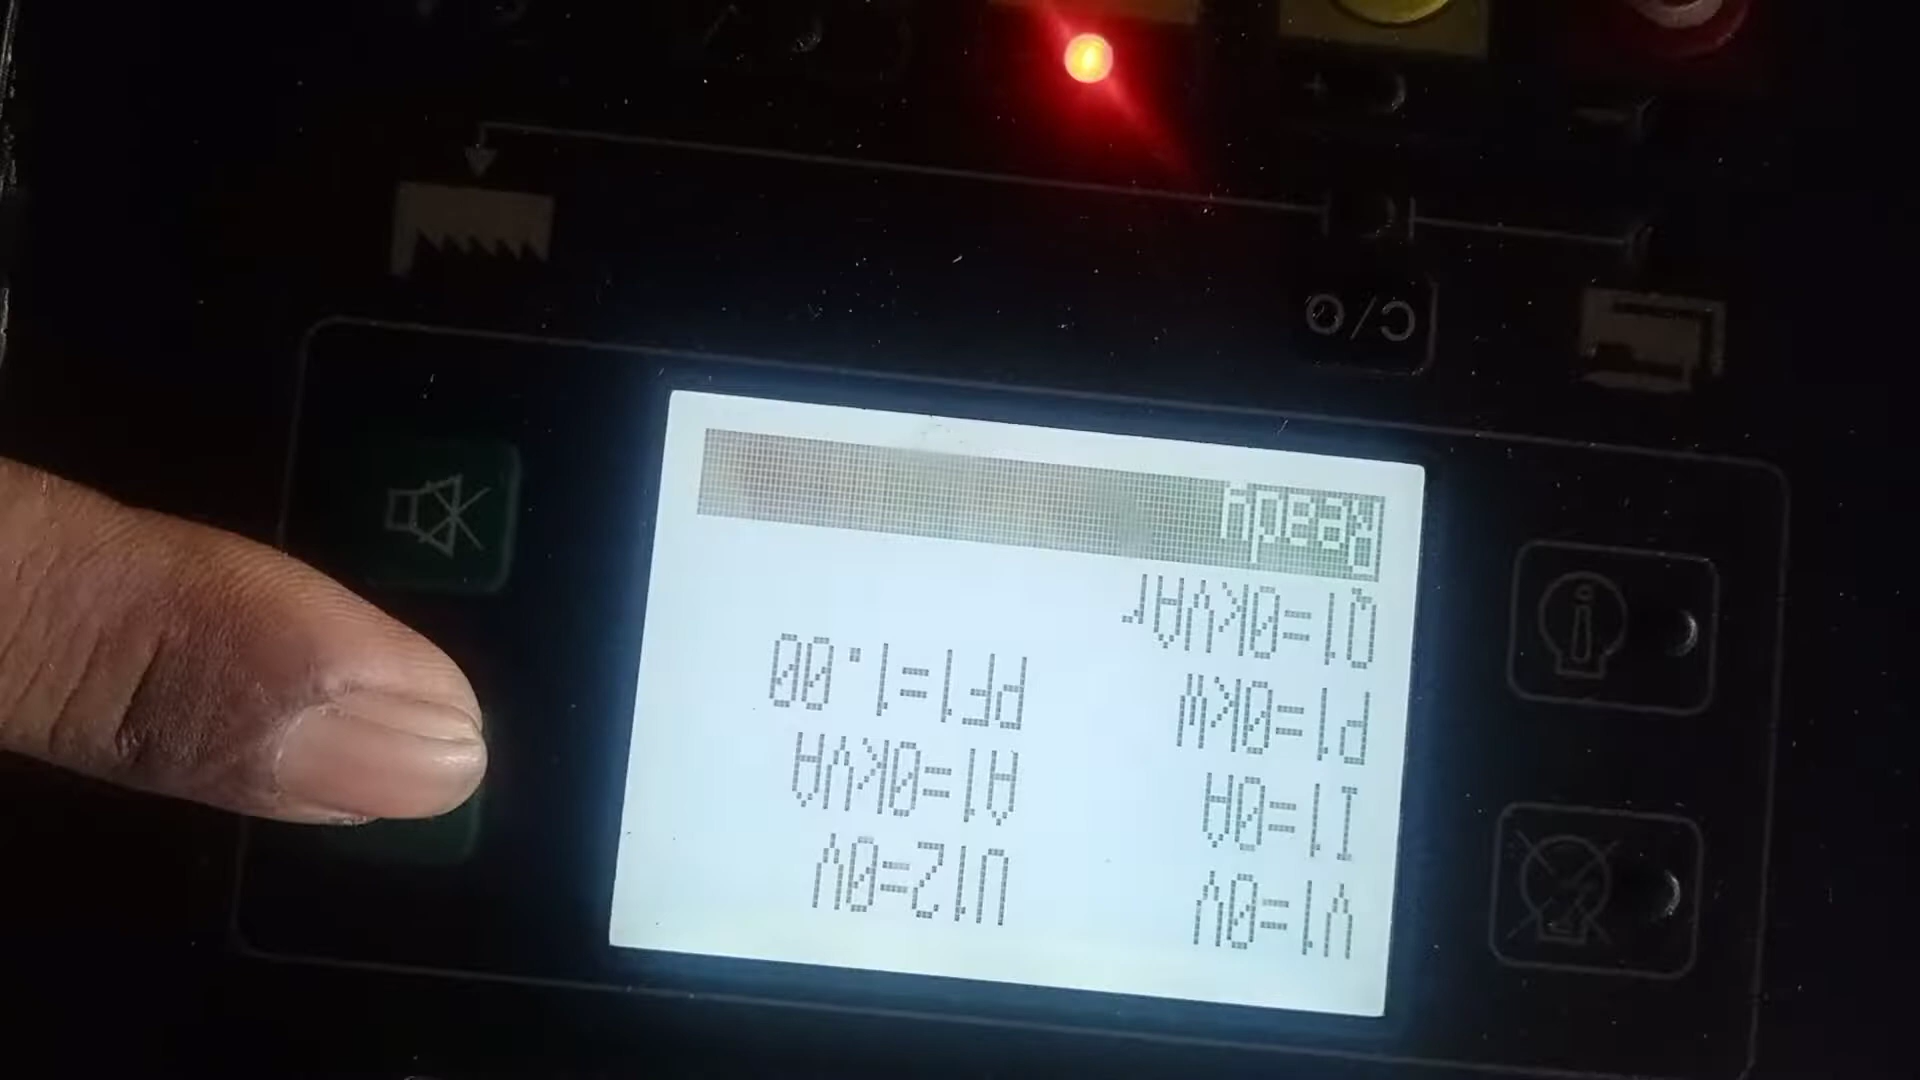 V1=0V U12=0V
I1=0A A1=0kVA
P1=0kW PF1=1.00
Q1=0kVAr
Ready
C/O